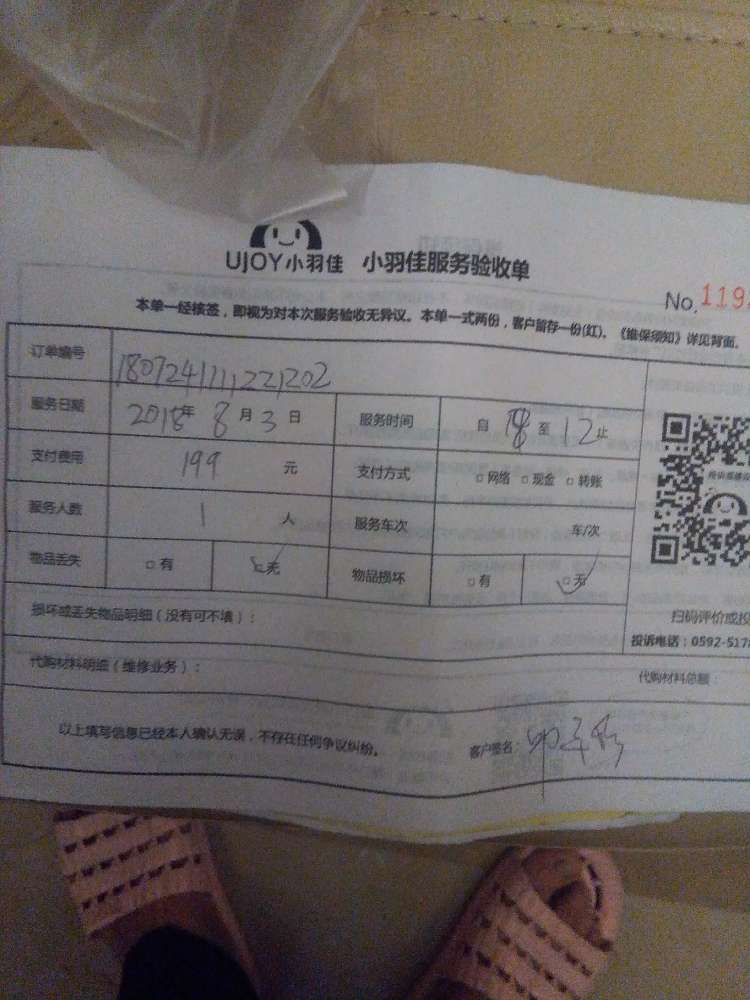 UJOY小羽佳 小羽佳服务验收单
No.119
本单一经核签，即视为对本次服务验收无异议。本单一式两份，客户留存一份(红)。《维保须知》详见背面。
订单编号
服务日期 2018年 8月3日 服务时间 自 至12止
支付费用 199 元 支付方式 □网络 □现金 □转账
服务人数 1 人 服务车次 车/次
物品丢失 □有 □无 物品损坏 □有 □无
损坏或丢失物品明细（没有可不填）：
扫码评价或投
投诉电话：0592-5178
代购材料明细（维修业务）： 代购材料总额：
以上填写信息已经本人确认无误，不存在任何争议纠纷。 客户签名：